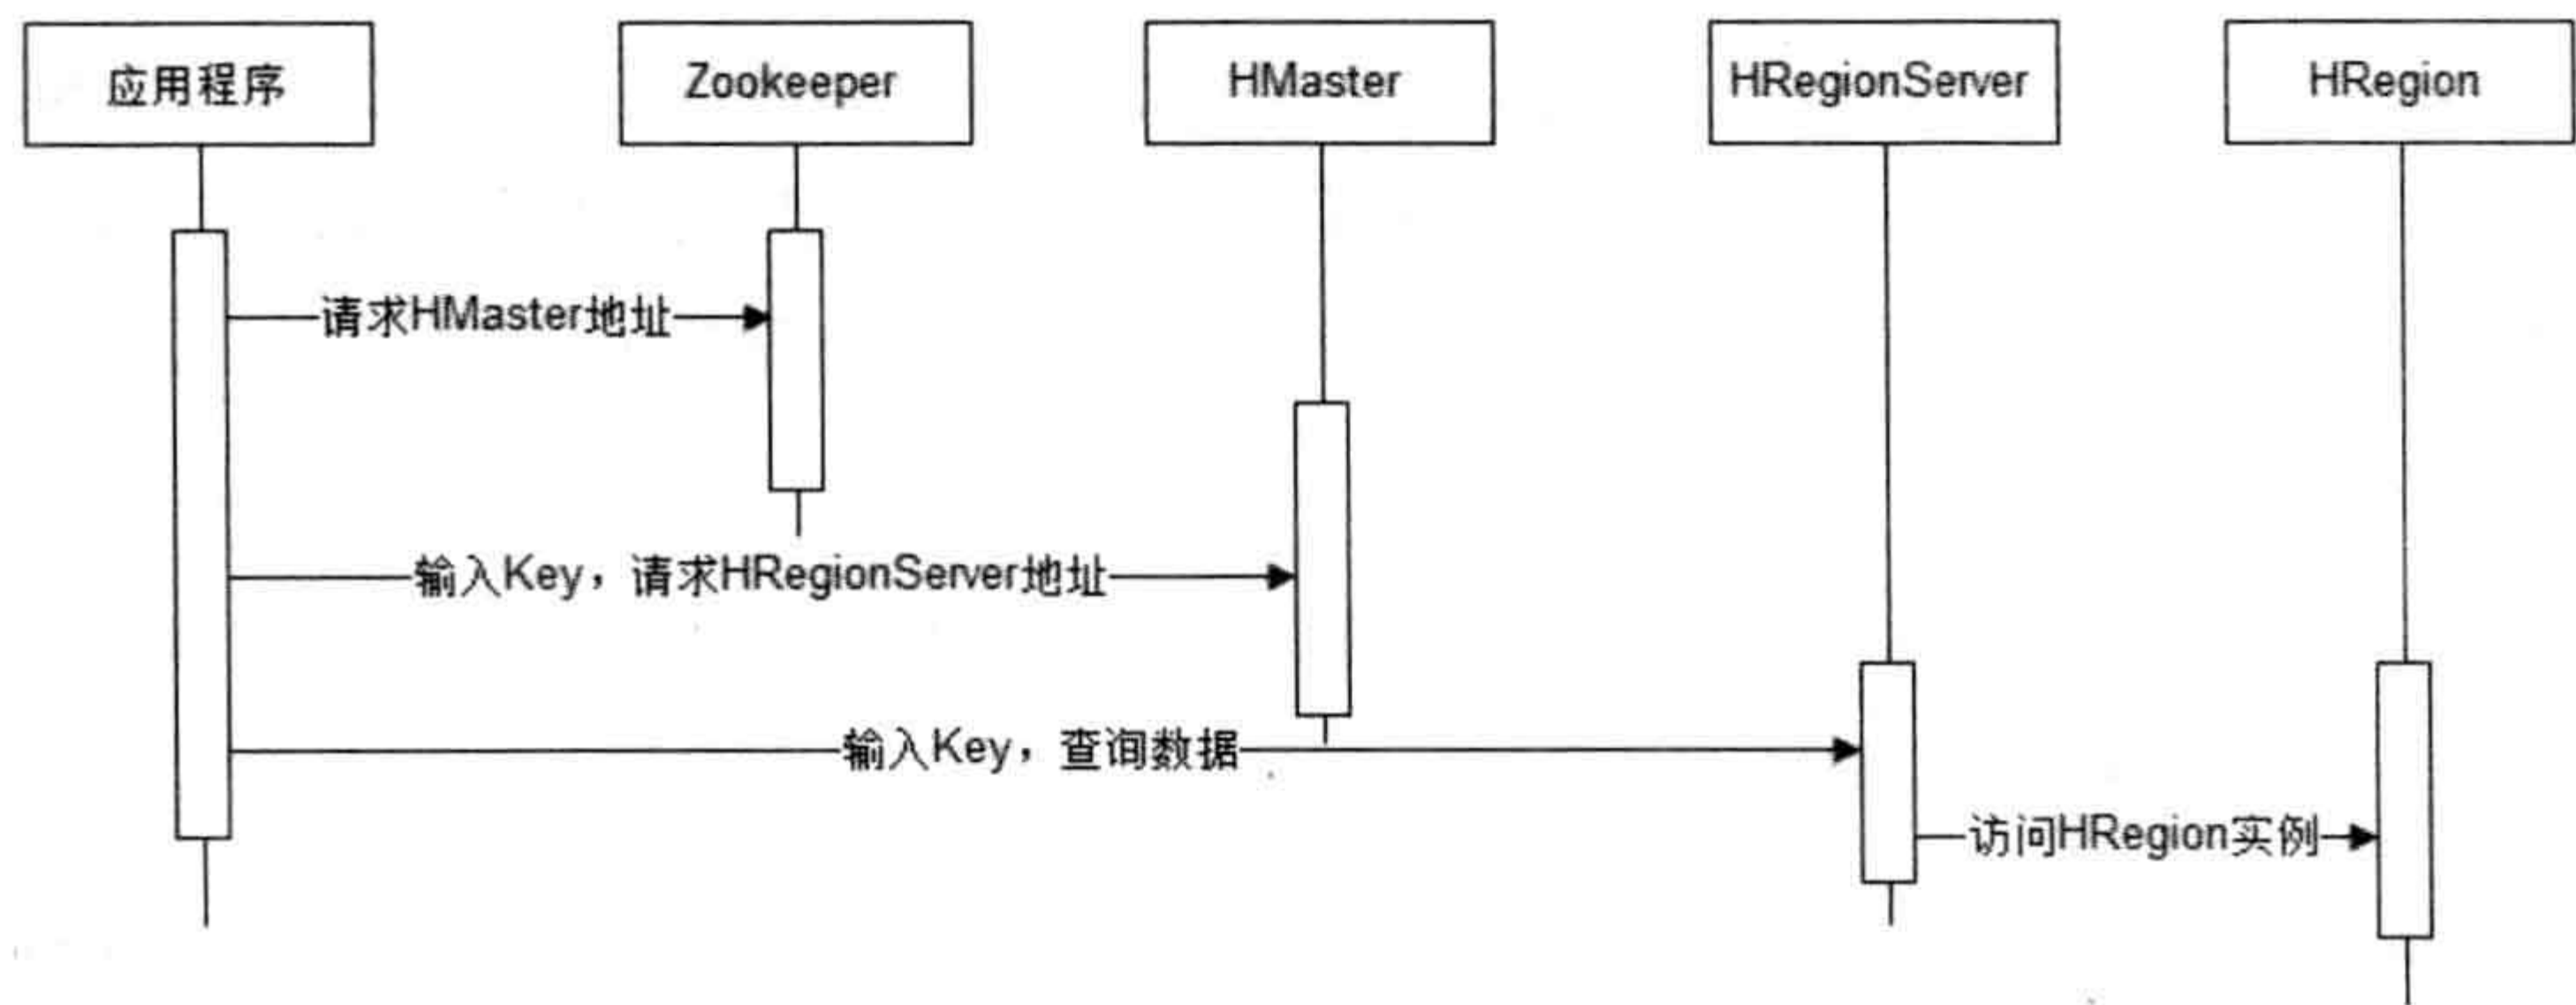 应用程序
Zookeeper
HMaster
HRegionServer
HRegion
请求HMaster地址
输入Key，请求HRegionServer地址
输入Key，查询数据
访问HRegion实例